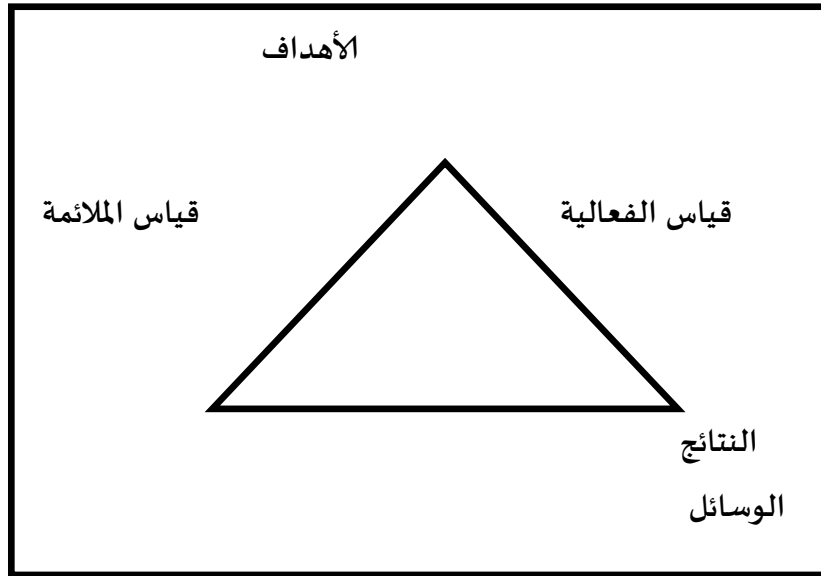 الأهداف
قياس الفعالية
قياس الملائمة
النتائج
الوسائل